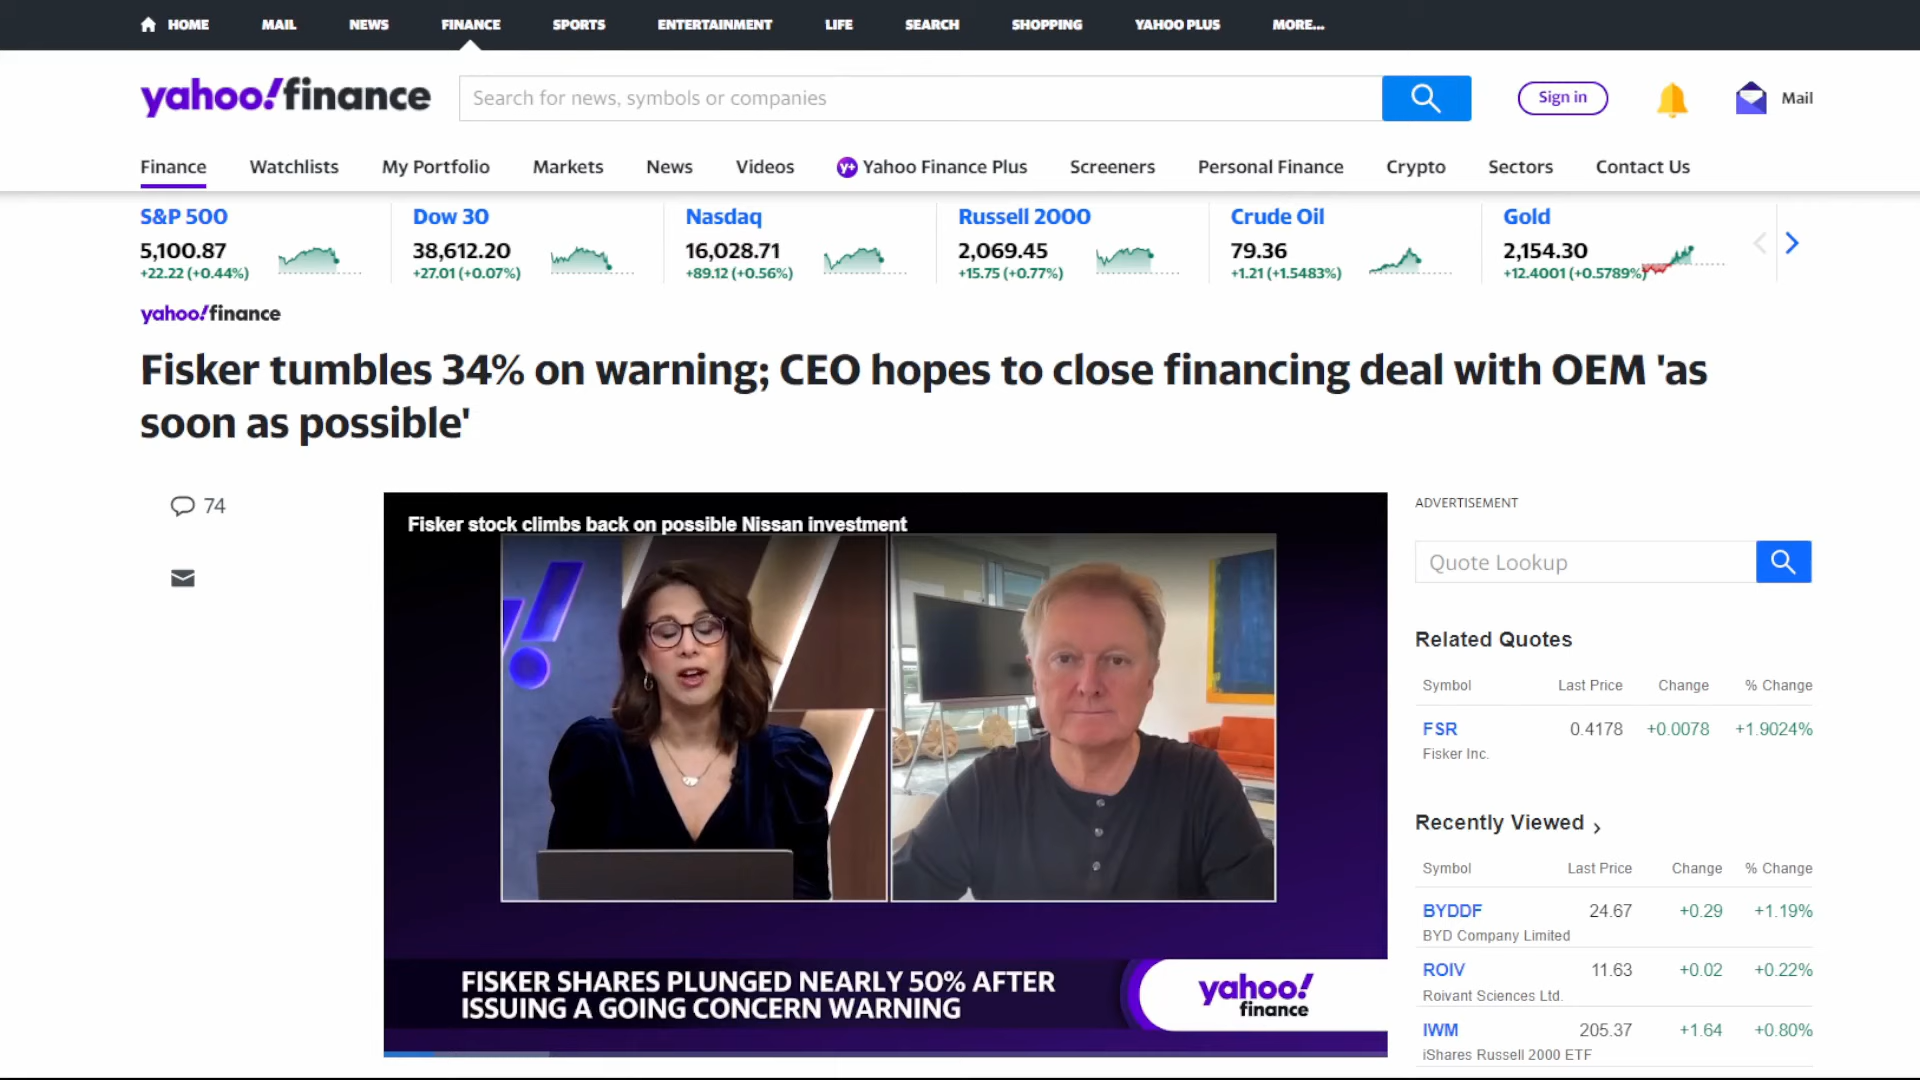 HOME MAIL NEWS FINANCE SPORTS ENTERTAINMENT LIFE SEARCH SHOPPING YAHOO PLUS MORE...
yahoo!finance Search for news, symbols or companies Sign in Mail
Finance Watchlists My Portfolio Markets News Videos y+ Yahoo Finance Plus Screeners Personal Finance Crypto Sectors Contact Us
S&P 500 Dow 30 Nasdaq Russell 2000 Crude Oil Gold
5,100.87 38,612.20 16,028.71 2,069.45 79.36 2,154.30
+22.22 (+0.44%) +27.01 (+0.07%) +89.12 (+0.56%) +15.75 (+0.77%) +1.21 (+1.5483%) +12.4001 (+0.5789%)
yahoo!finance
Fisker tumbles 34% on warning; CEO hopes to close financing deal with OEM 'as
soon as possible'
74
Fisker stock climbs back on possible Nissan investment
FISKER SHARES PLUNGED NEARLY 50% AFTER
ISSUING A GOING CONCERN WARNING
yahoo!
finance
ADVERTISEMENT
Quote Lookup
Related Quotes
Symbol Last Price Change % Change
FSR 0.4178 +0.0078 +1.9024%
Fisker Inc.
Recently Viewed
Symbol Last Price Change % Change
BYDDF 24.67 +0.29 +1.19%
BYD Company Limited
ROIV 11.63 +0.02 +0.22%
Roivant Sciences Ltd.
IWM 205.37 +1.64 +0.80%
iShares Russell 2000 ETF